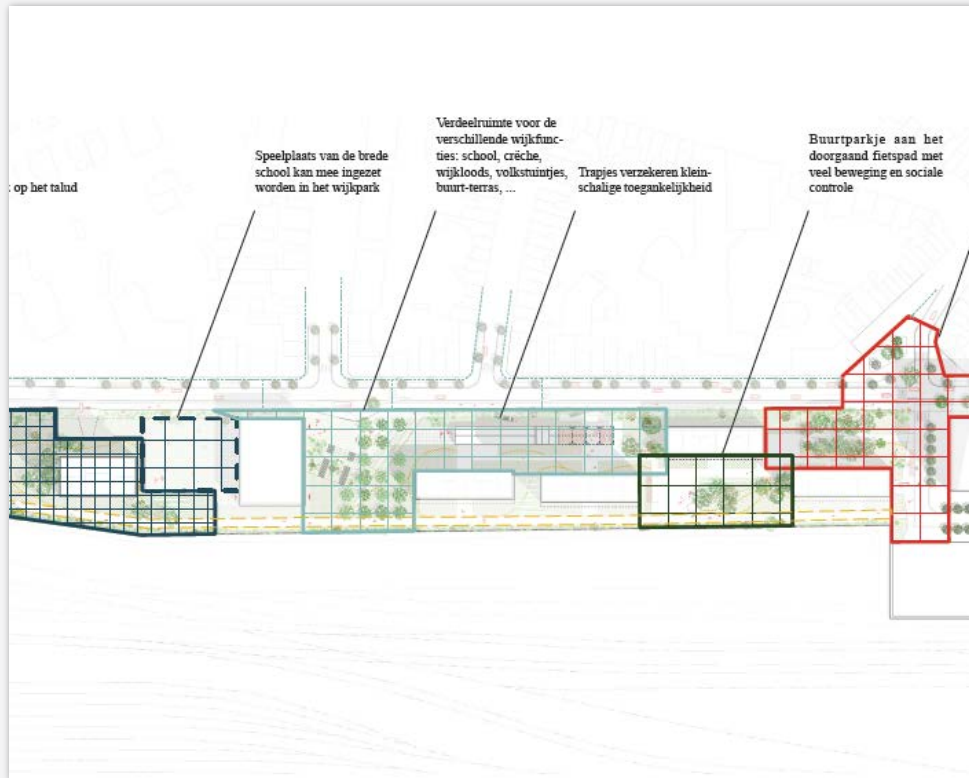 : op het talud
Speelplaats van de brede
school kan mee ingezet
worden in het wijkpark
Verdeelruimte voor de
verschillende wijkfunc-
ties: school, crèche,
wijkloods, volkstuintjes,
buurt-terras, ...
Trapjes verzekeren klein-
schalige toegankelijkheid
Buurtparkje aan het
doorgaand fietspad met
veel beweging en sociale
controle